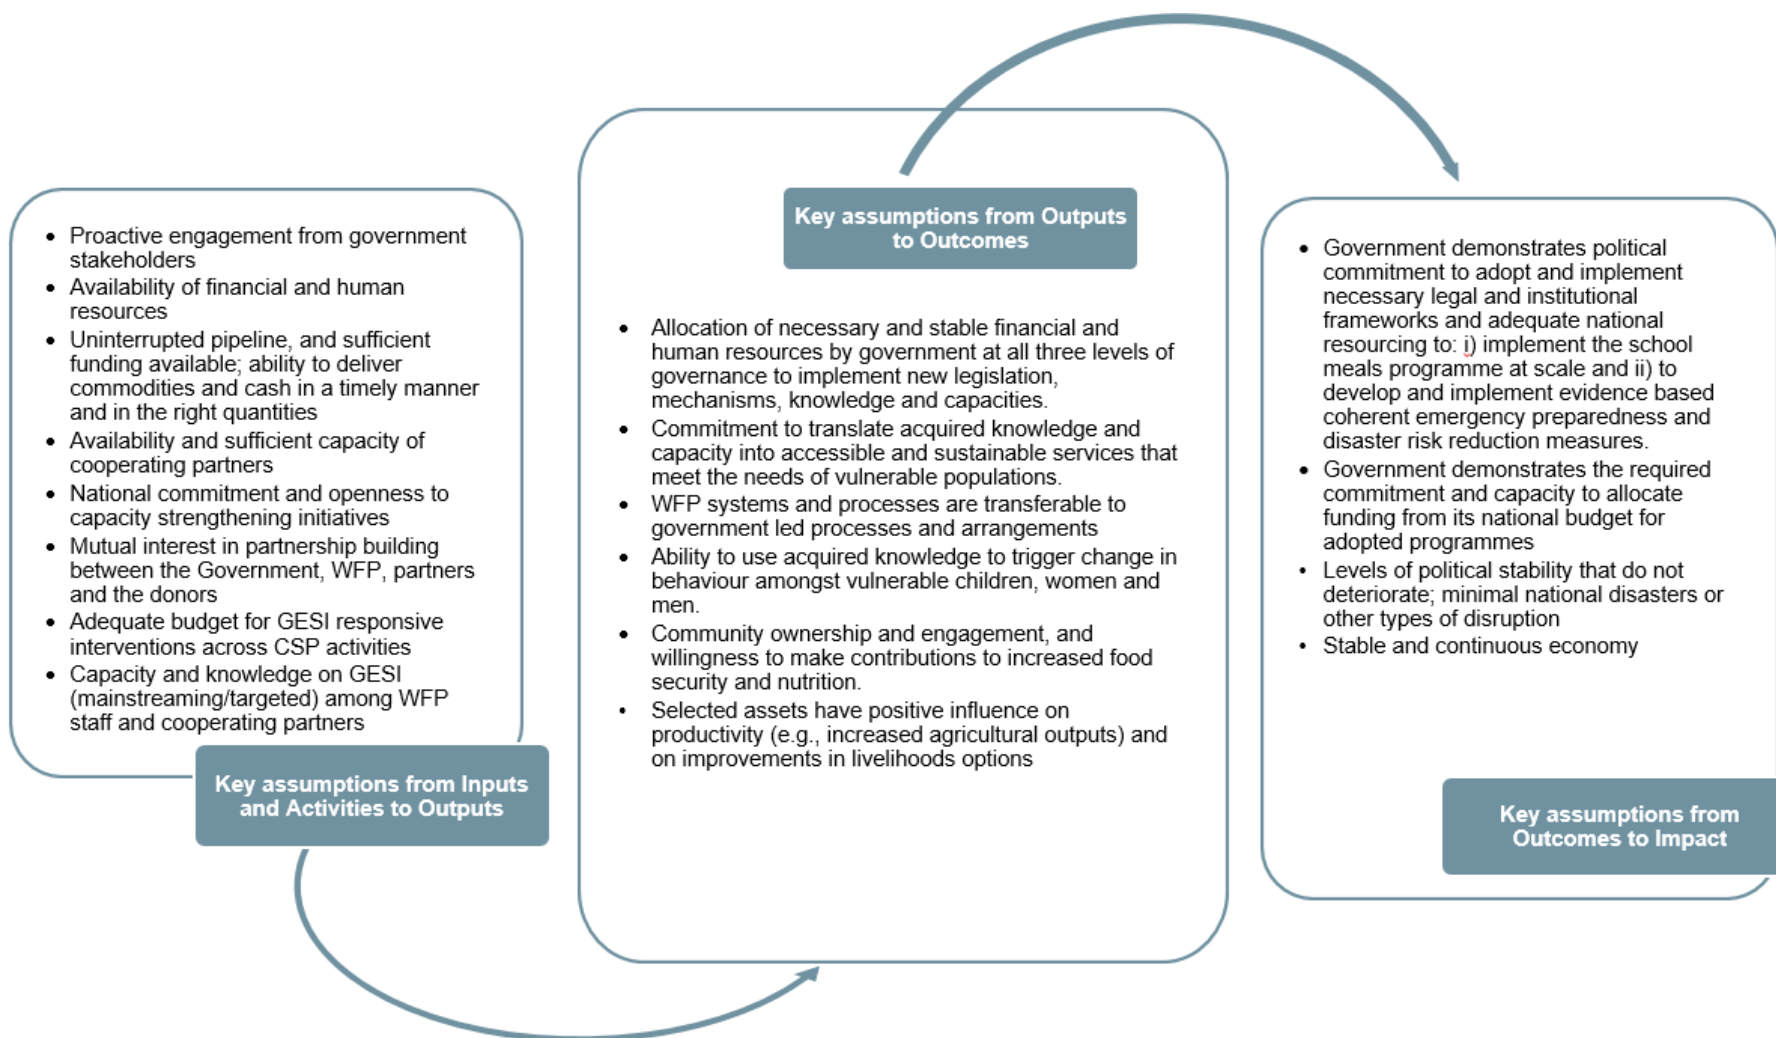 • Proactive engagement from government
stakeholders
• Availability of financial and human
resources
• Uninterrupted pipeline, and sufficient
funding available; ability to deliver
commodities and cash in a timely manner
and in the right quantities
• Availability and sufficient capacity of
cooperating partners
• National commitment and openness to
capacity strengthening initiatives
• Mutual interest in partnership building
between the Government, WFP, partners
and the donors
• Adequate budget for GESI responsive
interventions across CSP activities
• Capacity and knowledge on GESI
(mainstreaming/targeted) among WFP
staff and cooperating partners
Key assumptions from Inputs
and Activities to Outputs
Key assumptions from Outputs
to Outcomes
• Allocation of necessary and stable financial and
human resources by government at all three levels of
governance to implement new legislation,
mechanisms, knowledge and capacities.
• Commitment to translate acquired knowledge and
capacity into accessible and sustainable services that
meet the needs of vulnerable populations.
• WFP systems and processes are transferable to
government led processes and arrangements
• Ability to use acquired knowledge to trigger change in
behaviour amongst vulnerable children, women and
men.
• Community ownership and engagement, and
willingness to make contributions to increased food
security and nutrition.
• Selected assets have positive influence on
productivity (e.g., increased agricultural outputs) and
on improvements in livelihoods options
• Government demonstrates political
commitment to adopt and implement
necessary legal and institutional
frameworks and adequate national
resourcing to: i) implement the school
meals programme at scale and ii) to
develop and implement evidence based
coherent emergency preparedness and
disaster risk reduction measures.
• Government demonstrates the required
commitment and capacity to allocate
funding from its national budget for
adopted programmes
• Levels of political stability that do not
deteriorate; minimal national disasters or
other types of disruption
• Stable and continuous economy
Key assumptions from
Outcomes to Impact